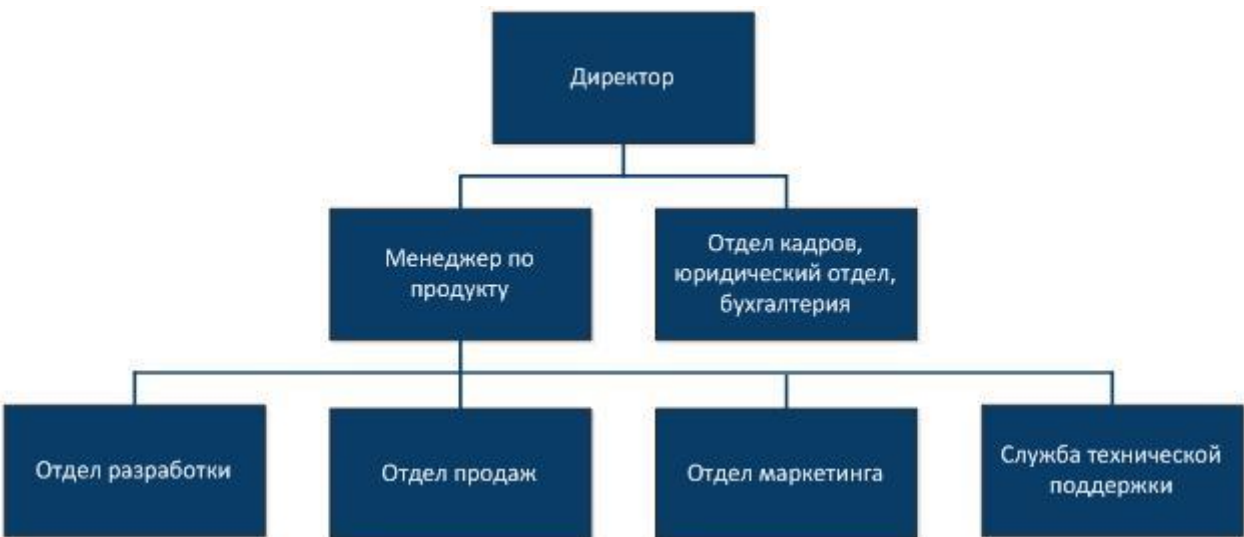 Директор
Менеджер по
продукту
Отдел кадров,
юридический отдел,
бухгалтерия
Отдел разработки
Отдел продаж
Отдел маркетинга
Служба технической
поддержки